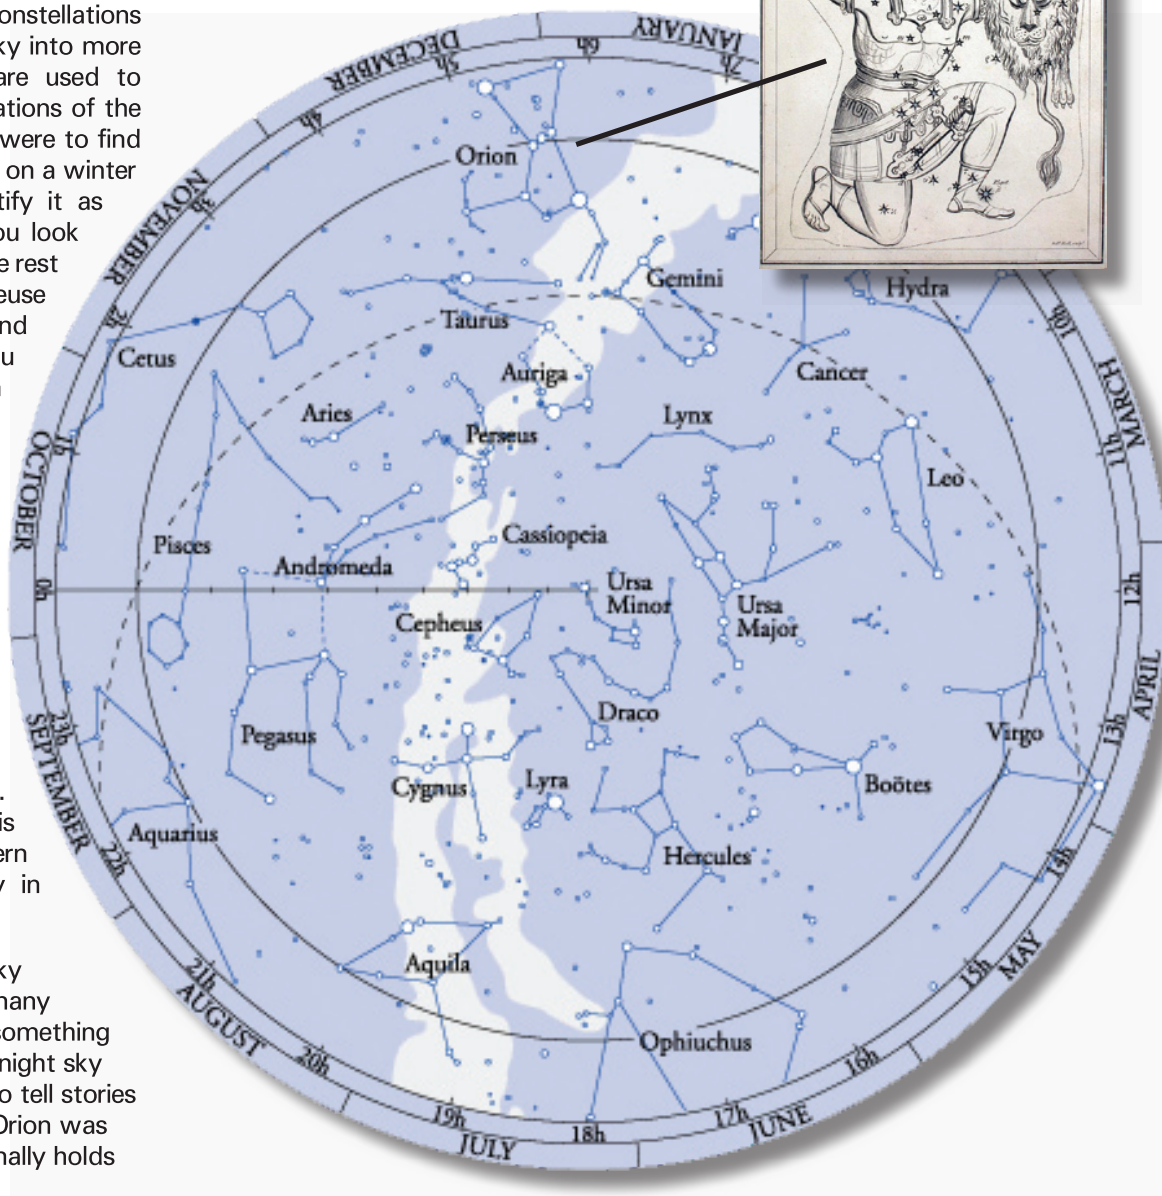 onstellations
ky into more
are used to
ations of the
were to find
on a winter
tify it as
ou look
e rest
euse
nd
u
is
ern
y in
ky
many
something
night sky
o tell stories
Orion was
nally holds
JANUARY
7h
6h
DECEMBER
5h
4h
NOVEMBER
3h
2h
OCTOBER
1h
0h
SEPTEMBER
23h
22h
AUGUST
21h
20h
JULY
19h
18h
JUNE
17h
16h
MAY
15h
14h
APRIL
13h
12h
MARCH
11h
10h
Orion
Gemini
Hydra
Taurus
Cetus
Auriga
Cancer
Aries
Lynx
Perseus
Leo
Cassiopeia
Pisces
Andromeda
Ursa
Minor
Ursa
Major
Cepheus
Draco
Pegasus
Virgo
Cygnus
Lyra
Boötes
Aquarius
Hercules
Aquila
Ophiuchus